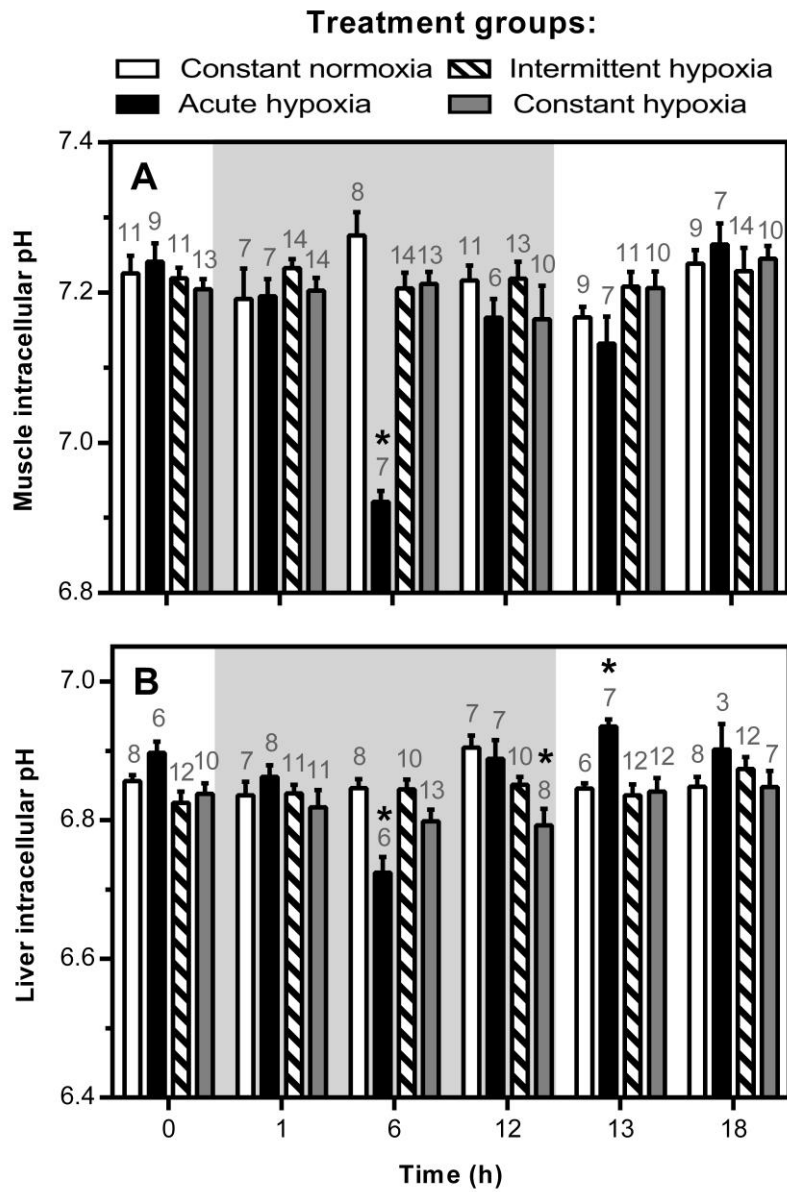 Treatment groups:
Constant normoxia Intermittent hypoxia
Acute hypoxia Constant hypoxia
Muscle intracellular pH
7.4
7.2
7.0
6.8
A
11 9 11 13
7 7 14 14
8 * 7 14 13
11 6 13 10
9 7 11 10
9 7 14 10
Liver intracellular pH
7.0
6.8
6.6
6.4
B
8 6 12 10
7 8 11 11
8 * 6 10 13
7 7 10 * 8
6 * 7 12 12
8 3 12 7
0 1 6 12 13 18
Time (h)